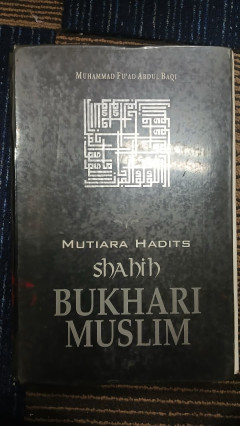 MUHAMMAD FU'AD ABDUL BAQI
MUTIARA HADITS
shahih
BUKHARI
MUSLIM